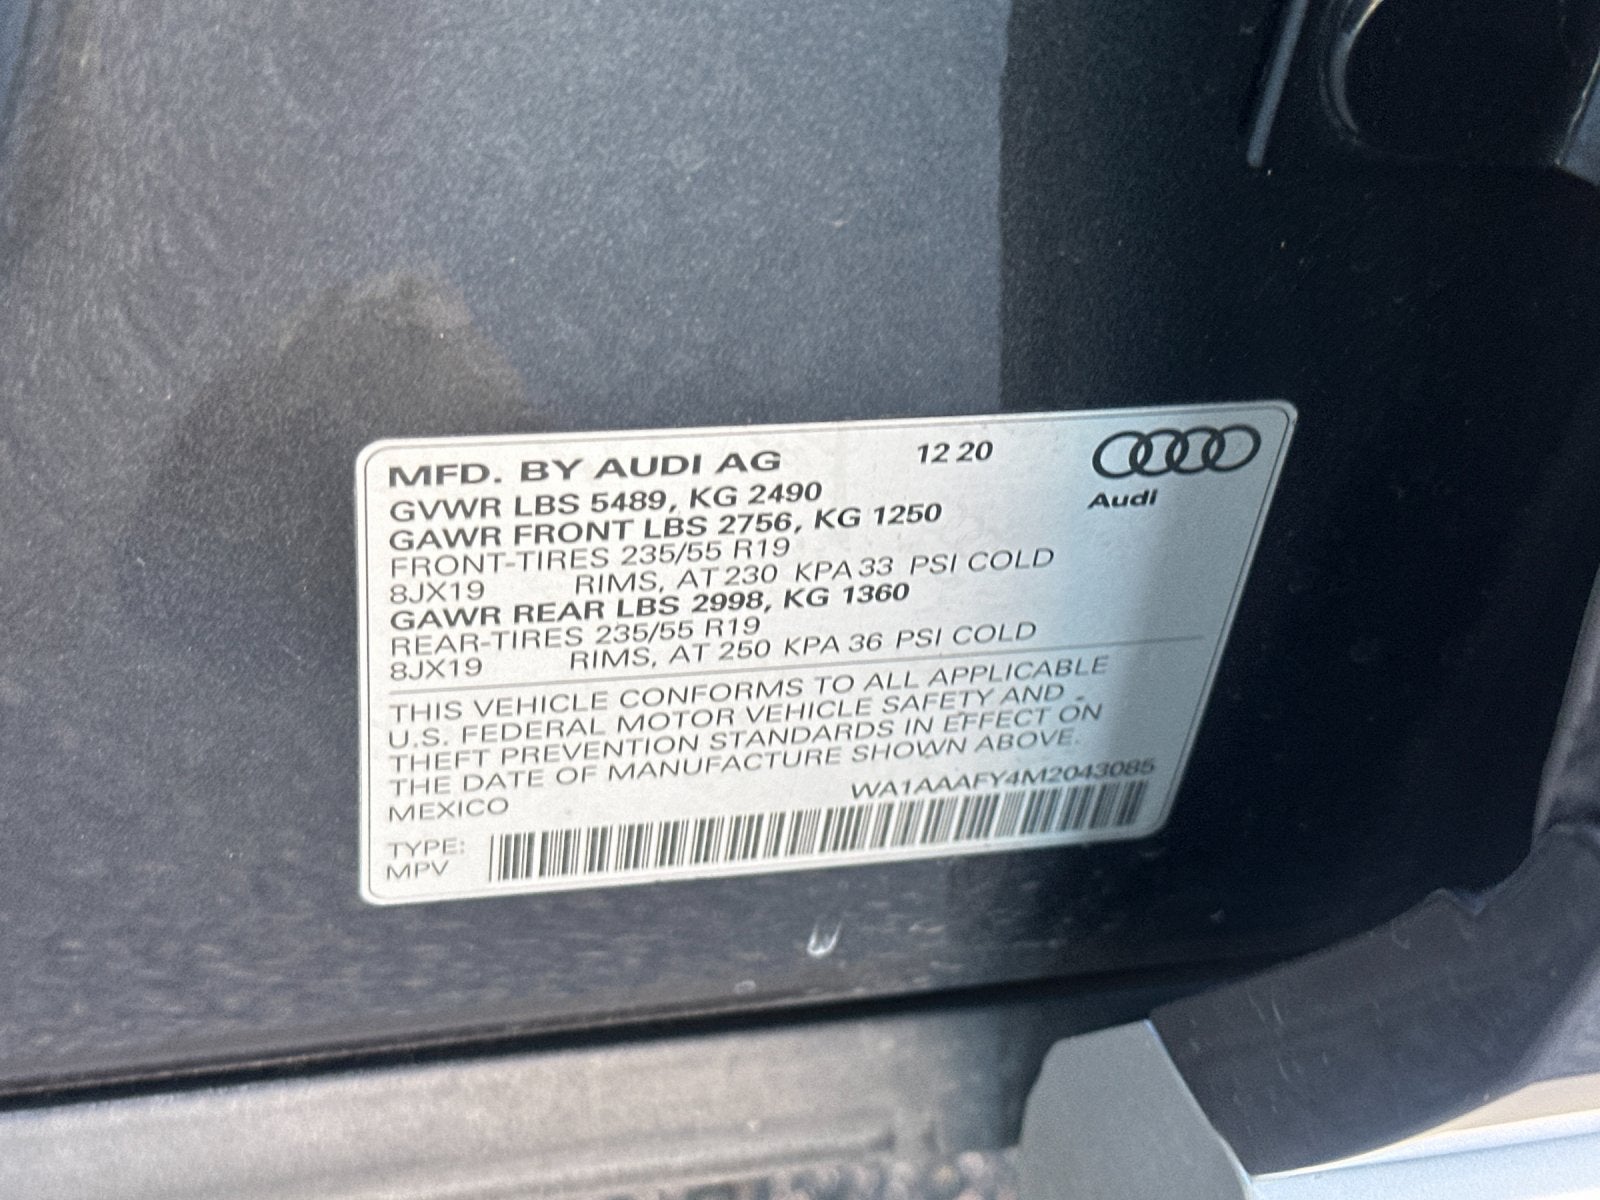 MFD. BY AUDI AG 12 20
Audi
GVWR LBS 5489, KG 2490
GAWR FRONT LBS 2756, KG 1250
FRONT-TIRES 235/55 R19
8JX19 RIMS, AT 230 KPA 33 PSI COLD
GAWR REAR LBS 2998, KG 1360
REAR-TIRES 235/55 R19
8JX19 RIMS, AT 250 KPA 36 PSI COLD
THIS VEHICLE CONFORMS TO ALL APPLICABLE
U.S. FEDERAL MOTOR VEHICLE SAFETY AND
THEFT PREVENTION STANDARDS IN EFFECT ON
THE DATE OF MANUFACTURE SHOWN ABOVE.
MEXICO WA1AAAFY4M2043085
TYPE:
MPV